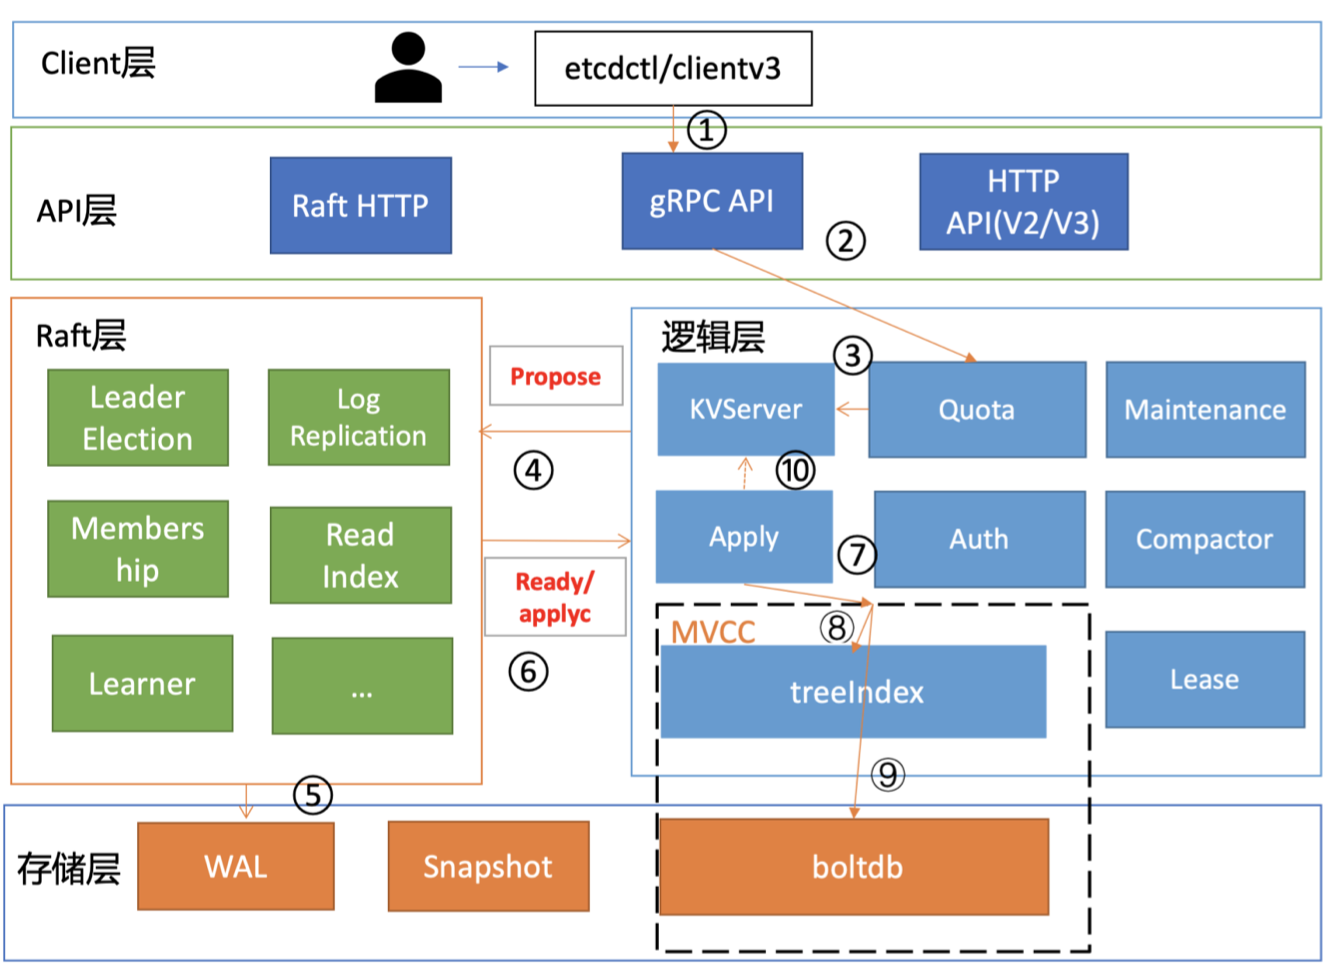 Client层
etcdctl/clientv3
①
API层
Raft HTTP
gRPC API
HTTP
API(V2/V3)
②
Raft层
Leader
Election
Log
Replication
Members
hip
Read
Index
Learner
...
Propose
④
Ready/
applyc
⑥
逻辑层
③
KVServer
Quota
Maintenance
⑩
Apply
⑦
Auth
Compactor
MVCC
⑧
treeIndex
Lease
⑨
⑤
存储层
WAL
Snapshot
boltdb